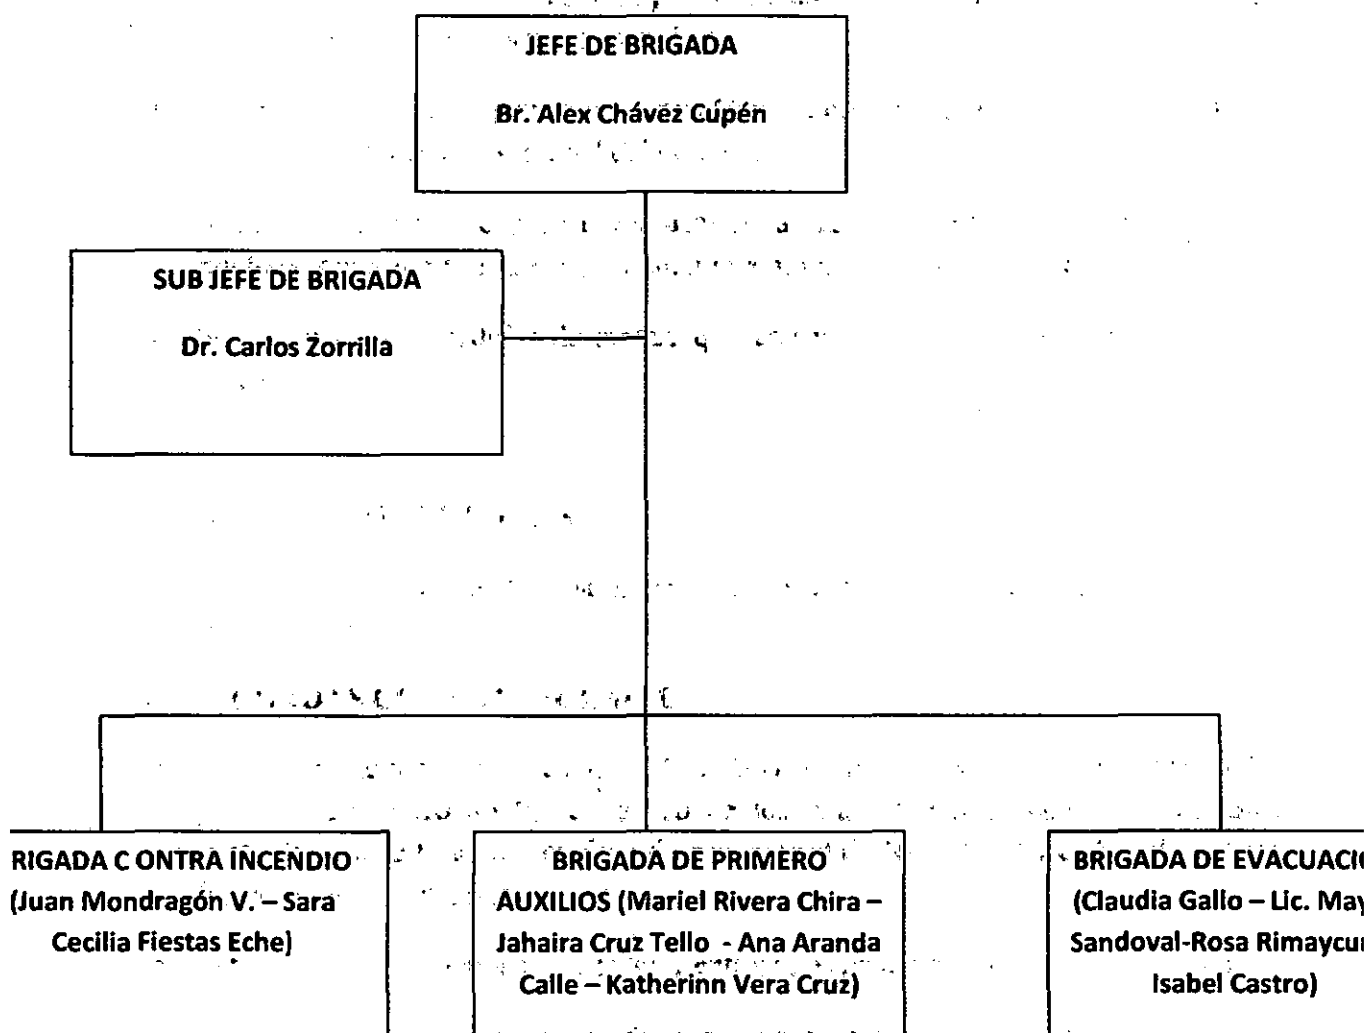 JEFE DE BRIGADA
Br. Alex Chávez Cupén
SUB JEFE DE BRIGADA
Dr. Carlos Zorrilla
RIGADA C ONTRA INCENDIO
(Juan Mondragón V. – Sara
Cecilia Fiestas Eche)
BRIGADA DE PRIMERO
AUXILIOS (Mariel Rivera Chira –
Jahaira Cruz Tello - Ana Aranda
Calle – Katherinn Vera Cruz)
BRIGADA DE EVACUACI
(Claudia Gallo – Lic. May
Sandoval-Rosa Rimaycu
Isabel Castro)